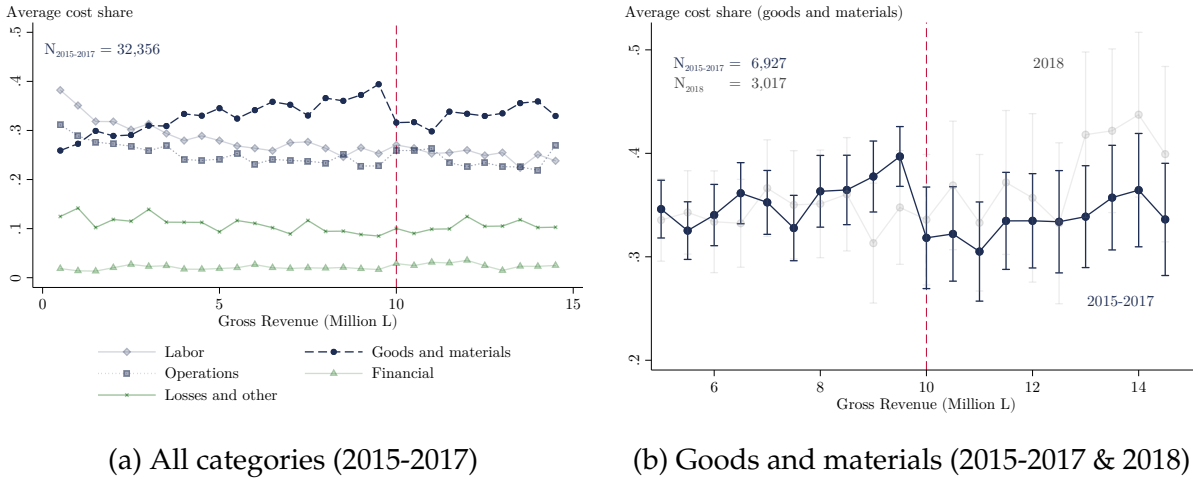 Average cost share
N2015-2017 = 32,356
.5
.4
.3
.2
.1
0
0
5
10
15
Gross Revenue (Million L)
Labor
Goods and materials
Operations
Financial
Losses and other
(a) All categories (2015-2017)
Average cost share (goods and materials)
N2015-2017 = 6,927
N2018 = 3,017
2018
2015-2017
.5
.4
.3
.2
6
8
10
12
14
Gross Revenue (Million L)
(b) Goods and materials (2015-2017 & 2018)